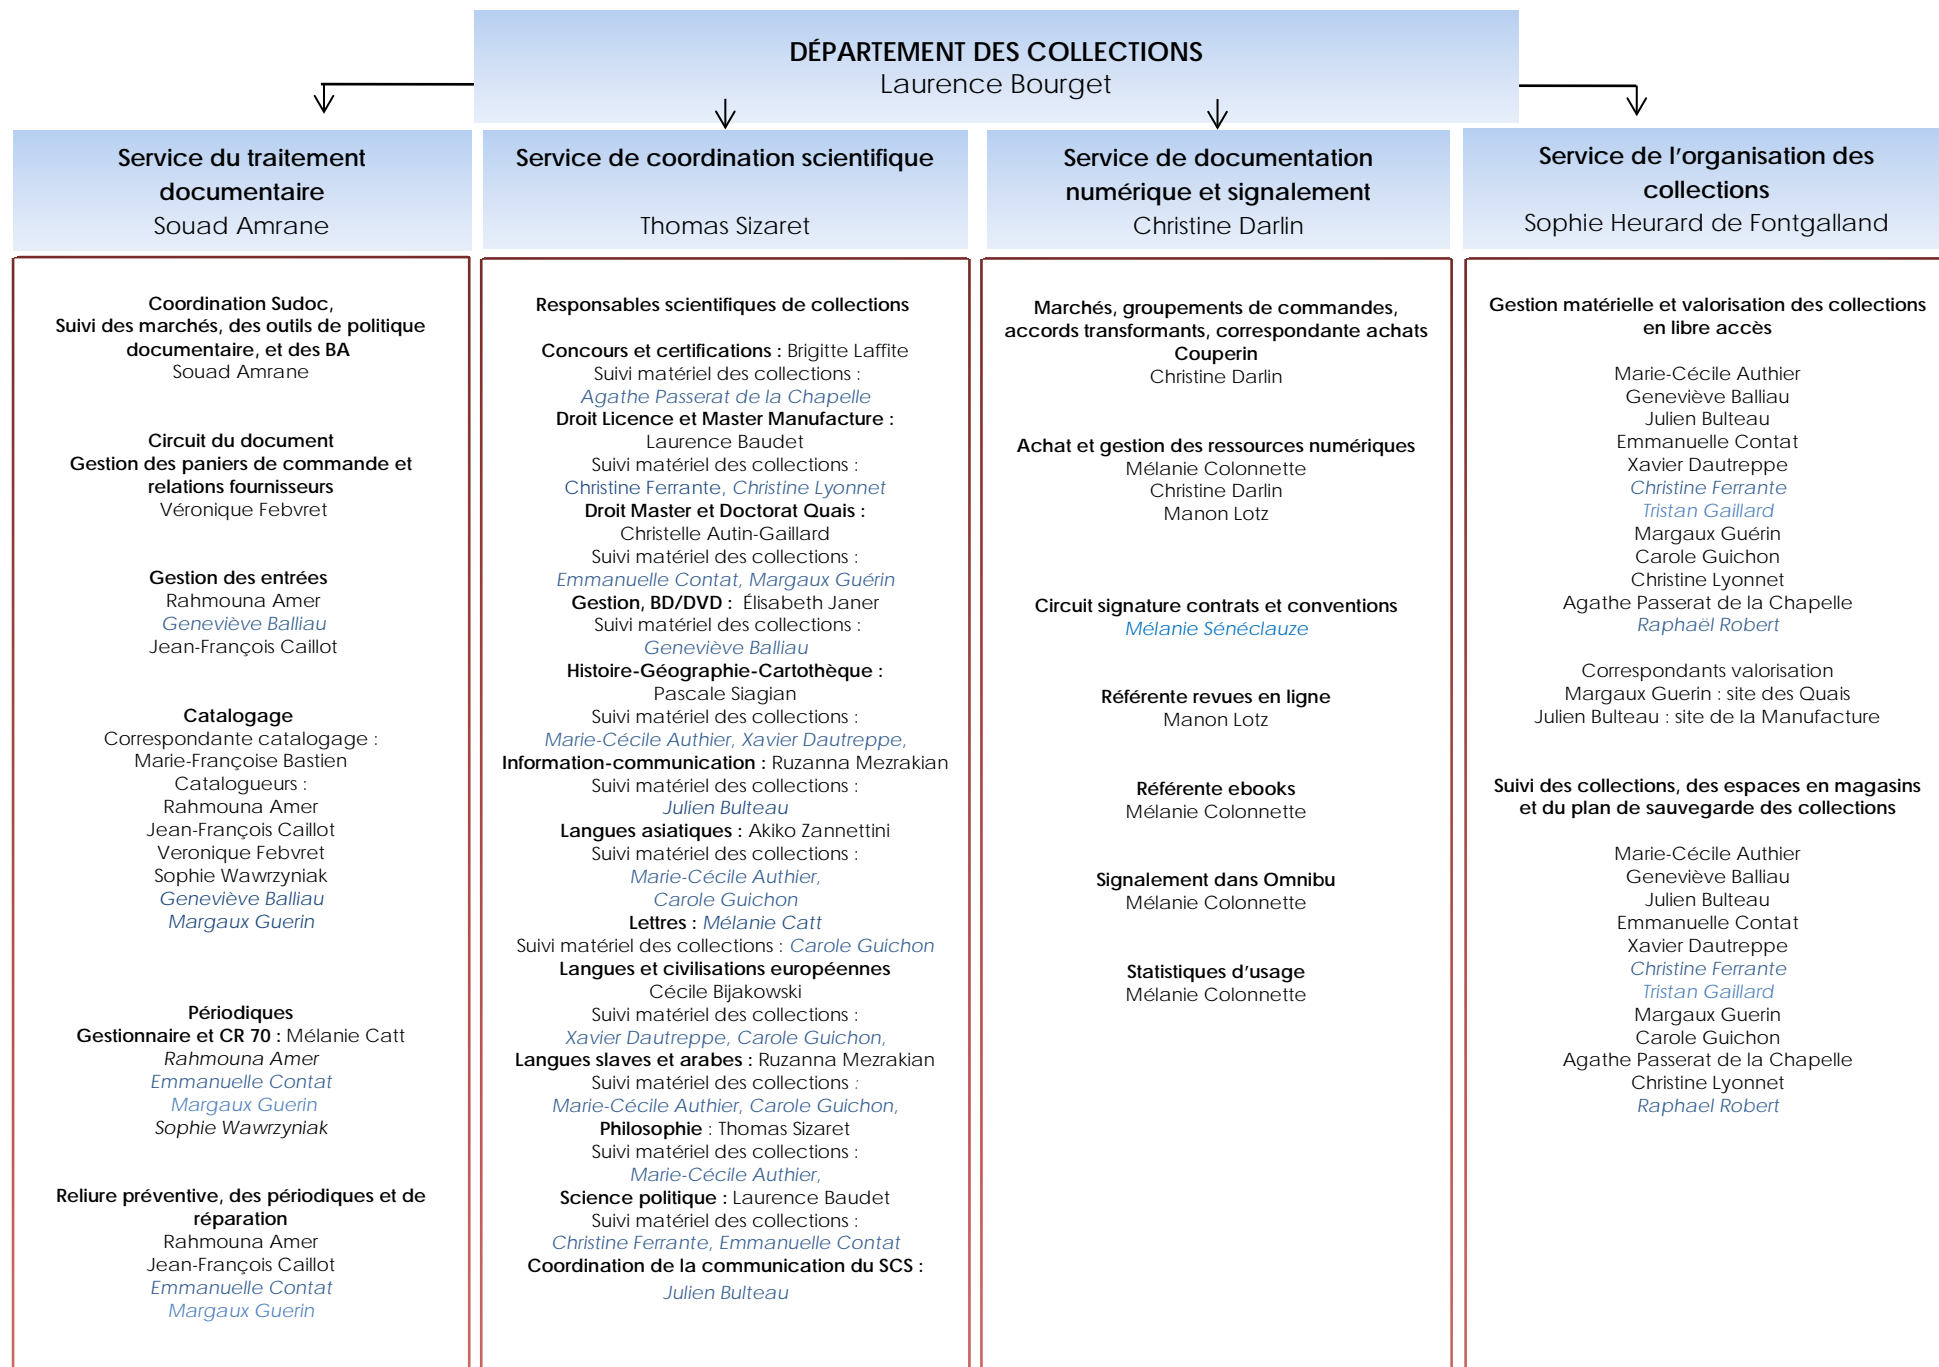 DÉPARTEMENT DES COLLECTIONS
Laurence Bourget
Service du traitement
documentaire
Souad Amrane
Coordination Sudoc,
Suivi des marchés, des outils de politique
documentaire, et des BA
Souad Amrane
Circuit du document
Gestion des paniers de commande et
relations fournisseurs
Véronique Febvret
Gestion des entrées
Rahmouna Amer
Geneviève Balliau
Jean-François Caillot
Catalogage
Correspondante catalogage :
Marie-Françoise Bastien
Catalogueurs :
Rahmouna Amer
Jean-François Caillot
Veronique Febvret
Sophie Wawrzyniak
Geneviève Balliau
Margaux Guerin
Périodiques
Gestionnaire et CR 70 : Mélanie Catt
Rahmouna Amer
Emmanuelle Contat
Margaux Guerin
Sophie Wawrzyniak
Reliure préventive, des périodiques et de
réparation
Rahmouna Amer
Jean-François Caillot
Emmanuelle Contat
Margaux Guerin
Service de coordination scientifique
Thomas Sizaret
Responsables scientifiques de collections
Concours et certifications : Brigitte Laffite
Suivi matériel des collections :
Agathe Passerat de la Chapelle
Droit Licence et Master Manufacture :
Laurence Baudet
Suivi matériel des collections :
Christine Ferrante, Christine Lyonnet
Droit Master et Doctorat Quais :
Christelle Autin-Gaillard
Suivi matériel des collections :
Emmanuelle Contat, Margaux Guérin
Gestion, BD/DVD : Élisabeth Janer
Suivi matériel des collections :
Geneviève Balliau
Histoire-Géographie-Cartothèque :
Pascale Siagian
Suivi matériel des collections :
Marie-Cécile Authier, Xavier Dautreppe,
Information-communication : Ruzanna Mezrakian
Suivi matériel des collections :
Julien Bulteau
Langues asiatiques : Akiko Zannettini
Suivi matériel des collections :
Marie-Cécile Authier,
Carole Guichon
Lettres : Mélanie Catt
Suivi matériel des collections : Carole Guichon
Langues et civilisations européennes
Cécile Bijakowski
Suivi matériel des collections :
Xavier Dautreppe, Carole Guichon,
Langues slaves et arabes : Ruzanna Mezrakian
Suivi matériel des collections :
Marie-Cécile Authier, Carole Guichon,
Philosophie : Thomas Sizaret
Suivi matériel des collections :
Marie-Cécile Authier,
Science politique : Laurence Baudet
Suivi matériel des collections :
Christine Ferrante, Emmanuelle Contat
Coordination de la communication du SCS :
Julien Bulteau
Service de documentation
numérique et signalement
Christine Darlin
Marchés, groupements de commandes,
accords transformants, correspondante achats
Couperin
Christine Darlin
Achat et gestion des ressources numériques
Mélanie Colonnette
Christine Darlin
Manon Lotz
Circuit signature contrats et conventions
Mélanie Sénéclauze
Référente revues en ligne
Manon Lotz
Référente ebooks
Mélanie Colonnette
Signalement dans Omnibu
Mélanie Colonnette
Statistiques d'usage
Mélanie Colonnette
Service de l'organisation des
collections
Sophie Heurard de Fontgalland
Gestion matérielle et valorisation des collections
en libre accès
Marie-Cécile Authier
Geneviève Balliau
Julien Bulteau
Emmanuelle Contat
Xavier Dautreppe
Christine Ferrante
Tristan Gaillard
Margaux Guérin
Carole Guichon
Christine Lyonnet
Agathe Passerat de la Chapelle
Raphaël Robert
Correspondants valorisation
Margaux Guerin : site des Quais
Julien Bulteau : site de la Manufacture
Suivi des collections, des espaces en magasins
et du plan de sauvegarde des collections
Marie-Cécile Authier
Geneviève Balliau
Julien Bulteau
Emmanuelle Contat
Xavier Dautreppe
Christine Ferrante
Tristan Gaillard
Margaux Guerin
Carole Guichon
Agathe Passerat de la Chapelle
Christine Lyonnet
Raphael Robert